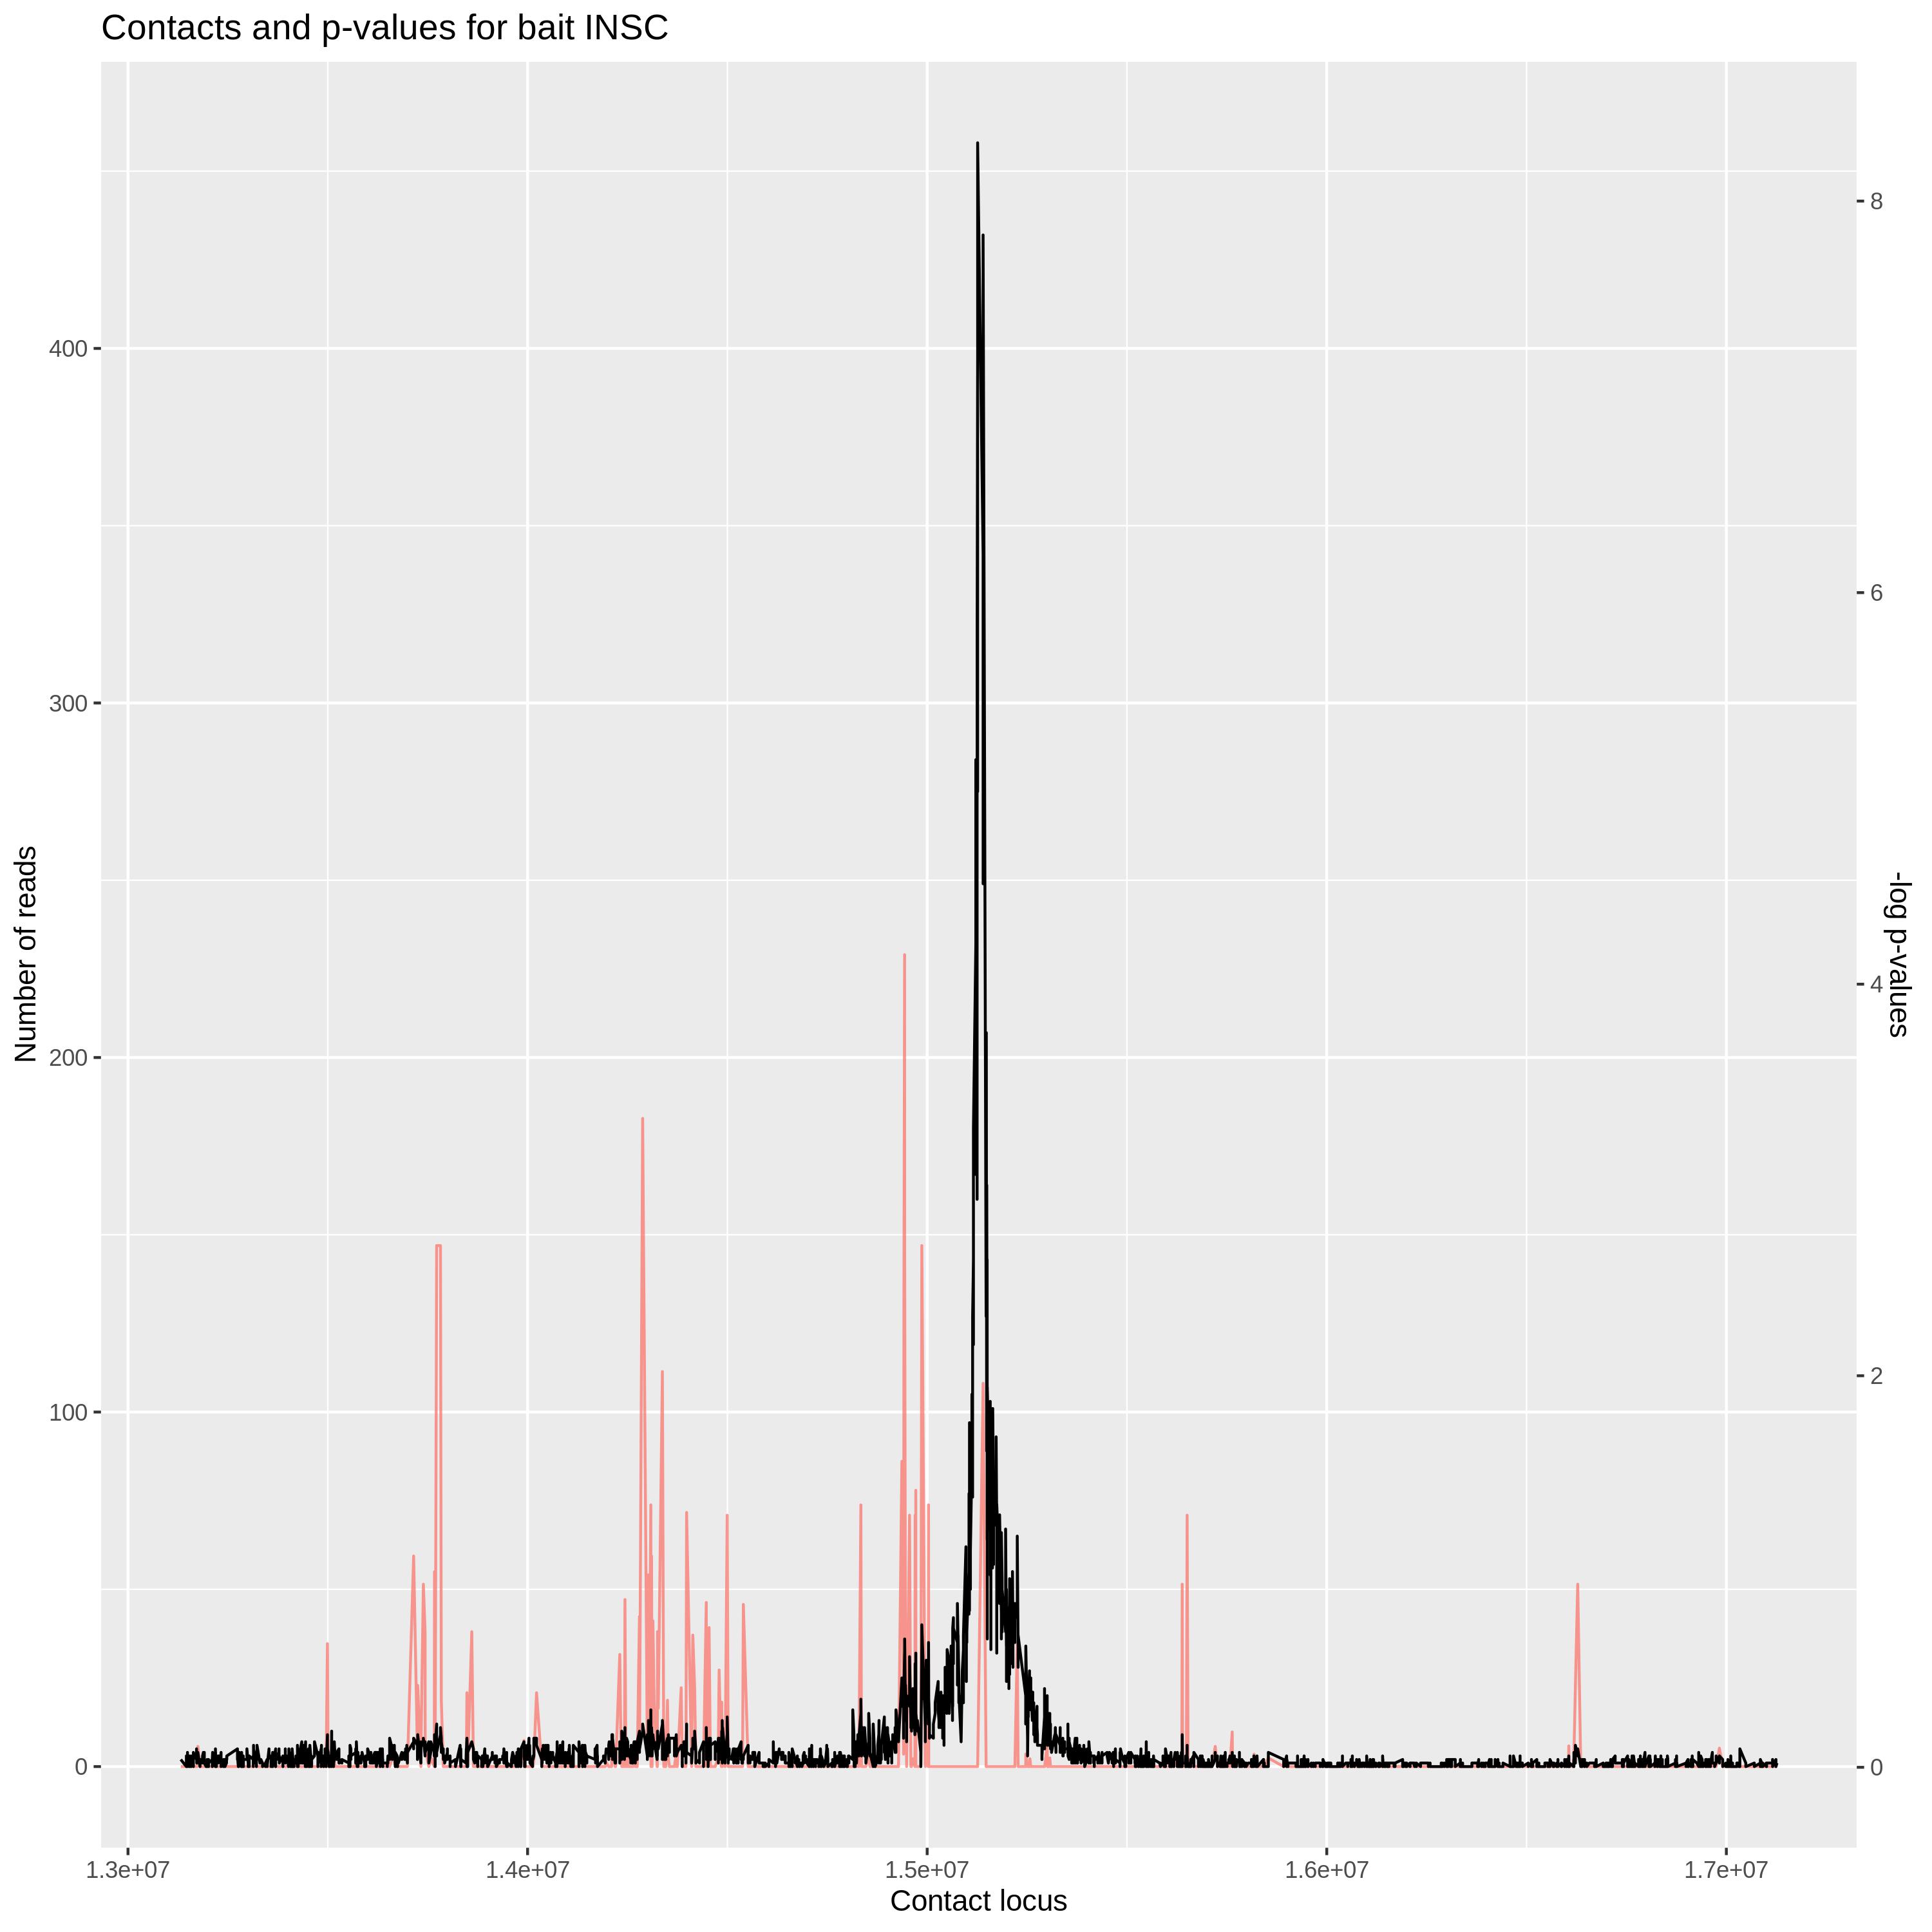 Contacts and p-values for bait INSC
Number of reads
400
300
200
100
0
8
6
4
2
0
-log p-values
1.3e+07 1.4e+07 1.5e+07 1.6e+07 1.7e+07
Contact locus